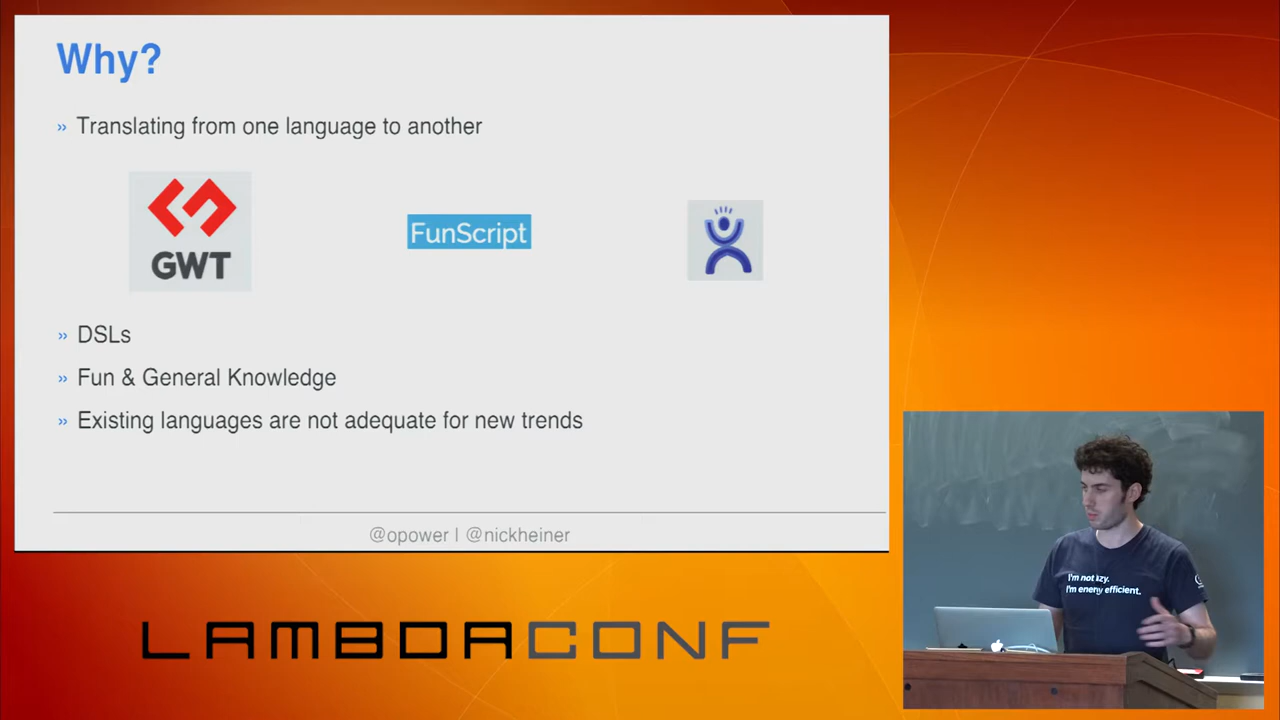 Why?
» Translating from one language to another
GWT
FunScript
» DSLs
» Fun & General Knowledge
» Existing languages are not adequate for new trends
@opower | @nickheiner
I'm not lazy.
I'm energy efficient.
LAMBDACONF